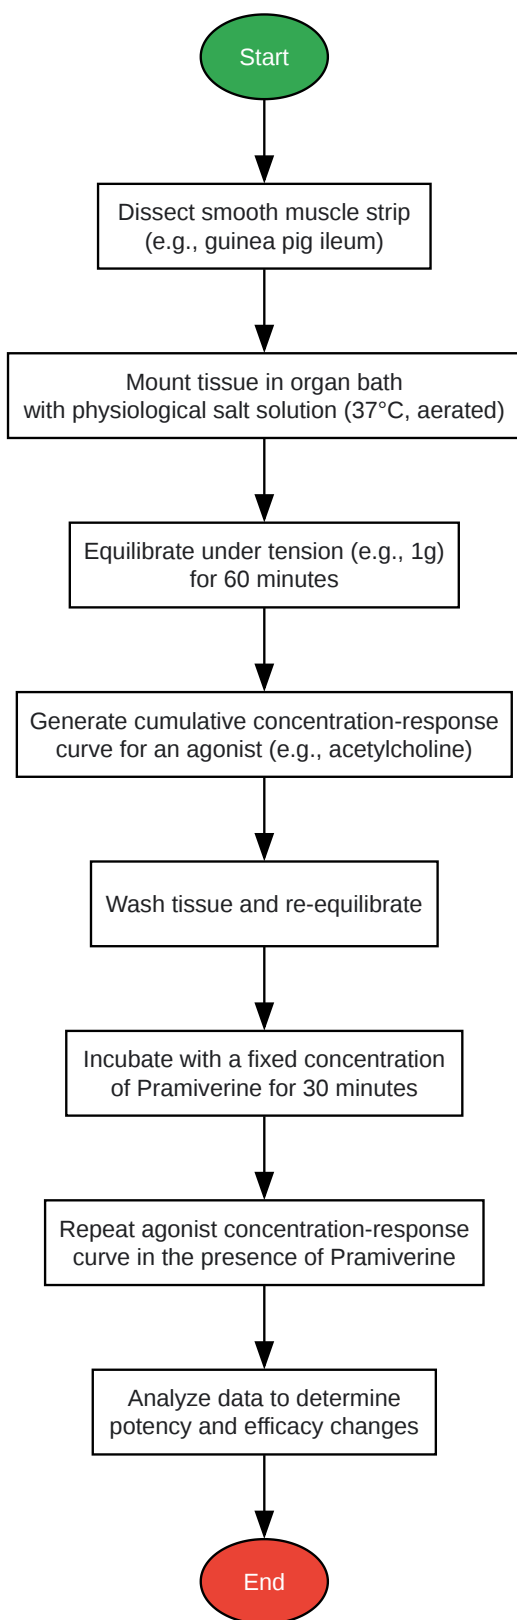 Start
Dissect smooth muscle strip
(e.g., guinea pig ileum)
Mount tissue in organ bath
with physiological salt solution (37°C, aerated)
Equilibrate under tension (e.g., 1g)
for 60 minutes
Generate cumulative concentration-response
curve for an agonist (e.g., acetylcholine)
Wash tissue and re-equilibrate
Incubate with a fixed concentration
of Pramiverine for 30 minutes
Repeat agonist concentration-response
curve in the presence of Pramiverine
Analyze data to determine
potency and efficacy changes
End